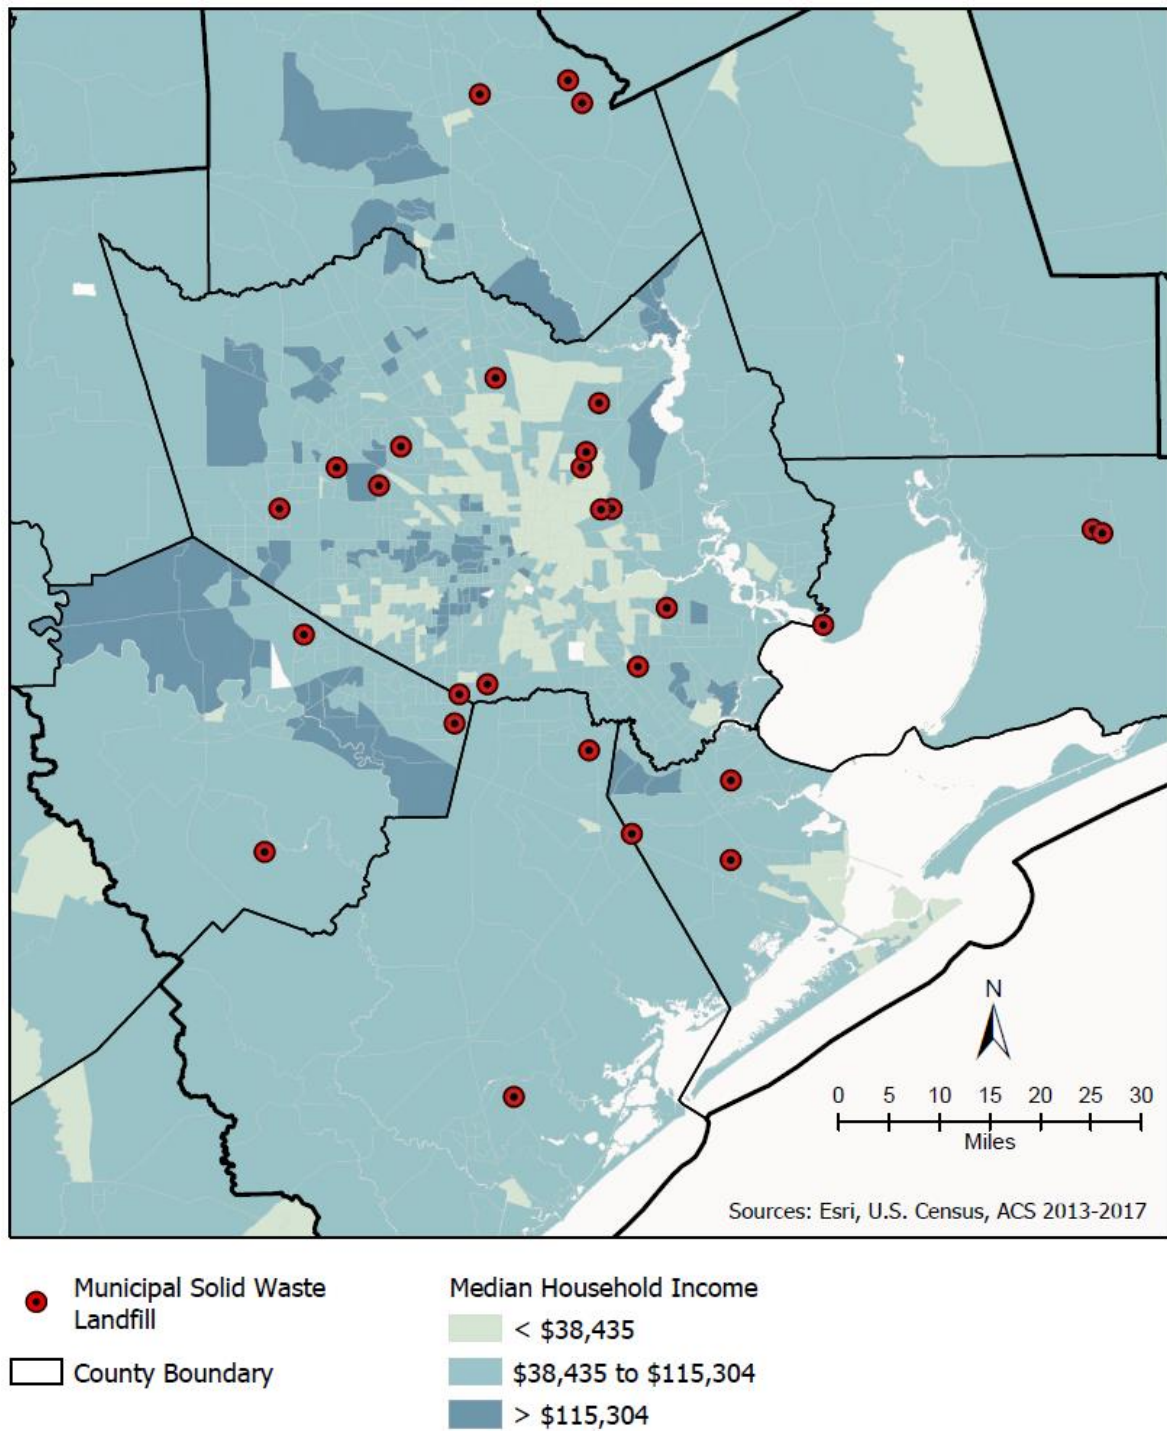 N
0 5 10 15 20 25 30
Miles
Sources: Esri, U.S. Census, ACS 2013-2017
Municipal Solid Waste
Landfill
County Boundary
Median Household Income
< $38,435
$38,435 to $115,304
> $115,304